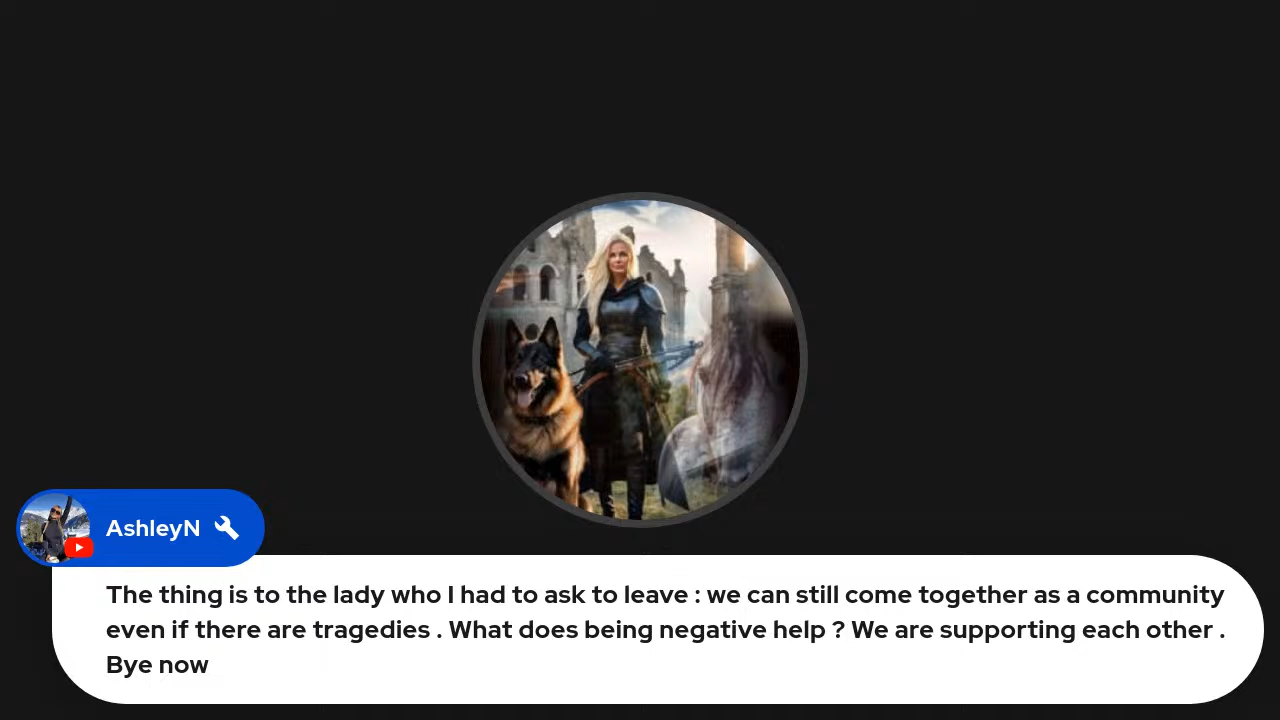 AshleyN
The thing is to the lady who I had to ask to leave : we can still come together as a community
even if there are tragedies . What does being negative help ? We are supporting each other .
Bye now